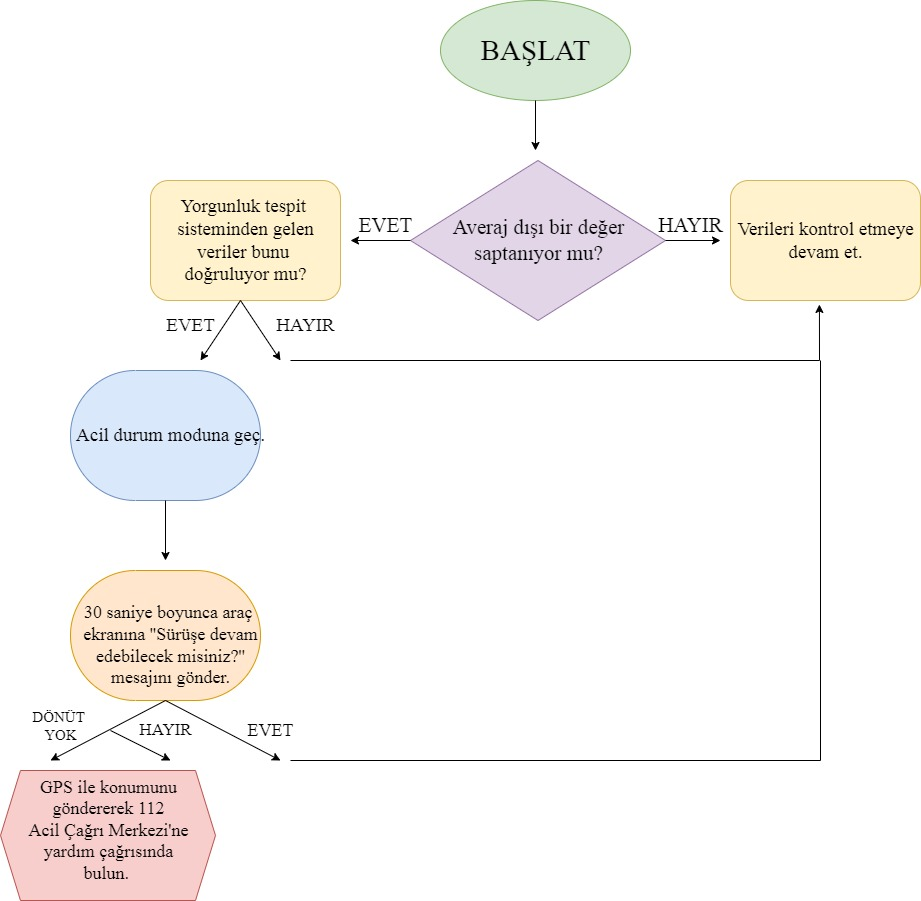 BAŞLAT
Averaj dışı bir değer
saptanıyor mu?
EVET
HAYIR
Yorgunluk tespit
sisteminden gelen
veriler bunu
doğruluyor mu?
Verileri kontrol etmeye
devam et.
EVET
HAYIR
Acil durum moduna geç.
30 saniye boyunca araç
ekranına "Sürüşe devam
edebilecek misiniz?"
mesajını gönder.
DÖNÜT
YOK
HAYIR
EVET
GPS ile konumunu
göndererek 112
Acil Çağrı Merkezi'ne
yardım çağrısında
bulun.